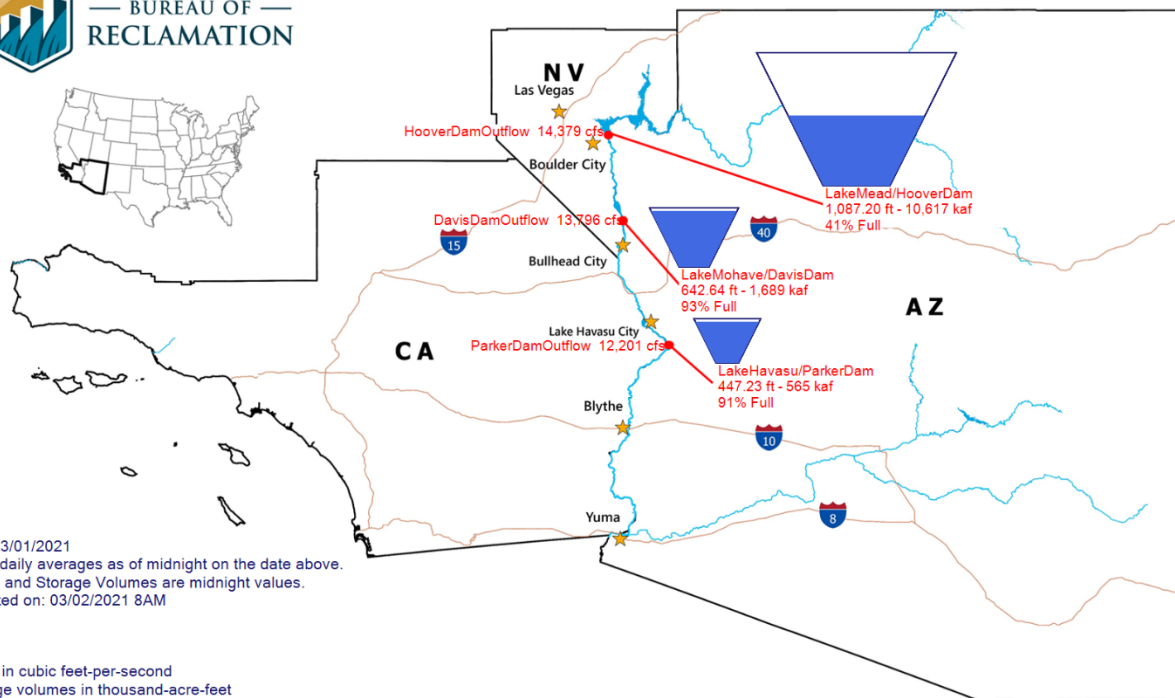 BUREAU OF
RECLAMATION
NV
Las Vegas
HooverDamOutflow 14,379 cfs
Boulder City
LakeMead/HooverDam
1,087.20 ft - 10,617 kaf
41% Full
DavisDamOutflow 13,796 cfs
15
40
Bullhead City
LakeMohave/DavisDam
642.64 ft - 1,689 kaf
93% Full
AZ
Lake Havasu City
CA
ParkerDamOutflow 12,201 cfs
LakeHavasu/ParkerDam
447.23 ft - 565 kaf
91% Full
Blythe
10
Yuma
8
3/01/2021
daily averages as of midnight on the date above.
and Storage Volumes are midnight values.
ted on: 03/02/2021 8AM
in cubic feet-per-second
ge volumes in thousand-acre-feet